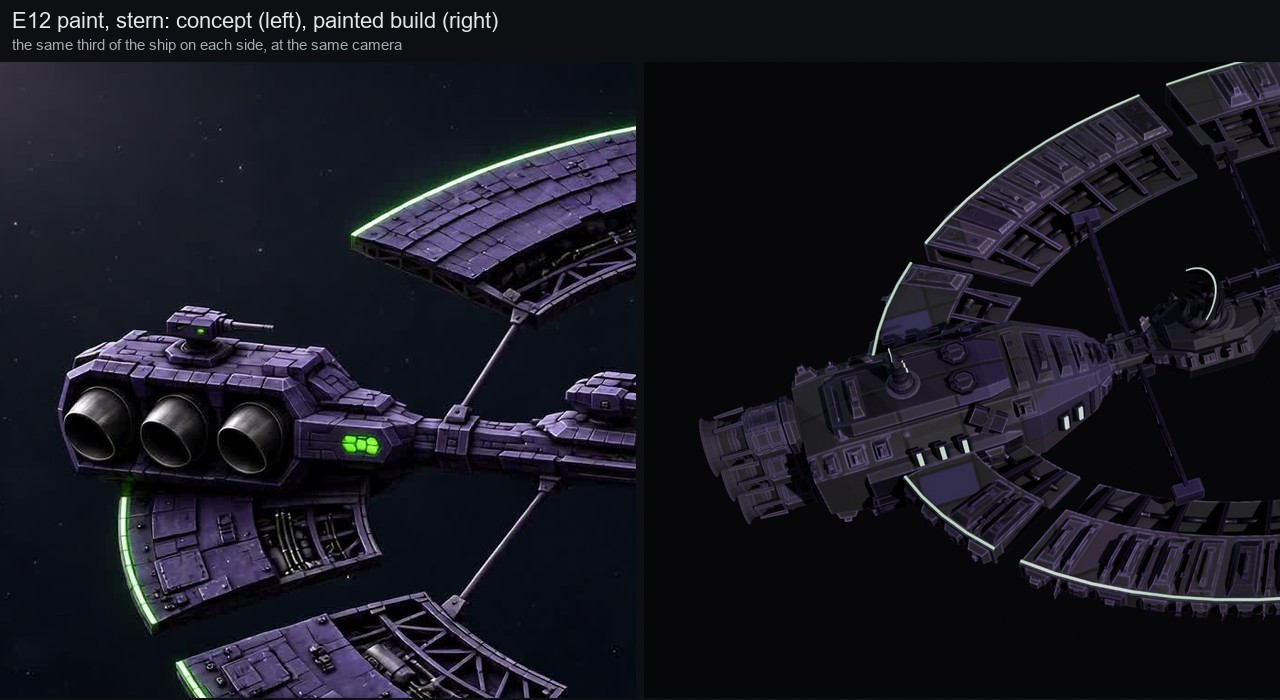 E12 paint, stern: concept (left), painted build (right)
the same third of the ship on each side, at the same camera